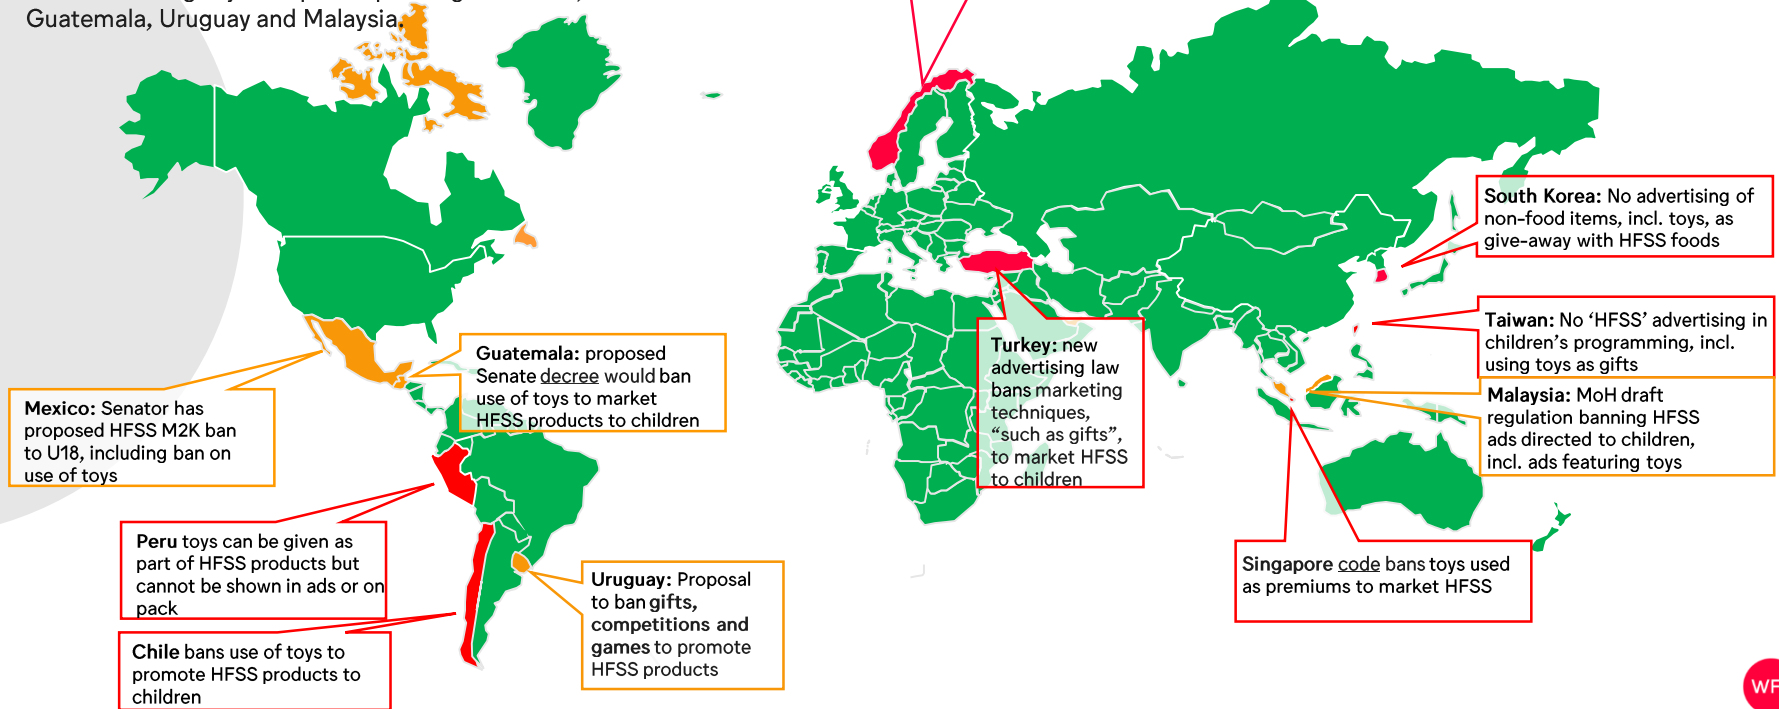 Guatemala, Uruguay and Malaysia.
South Korea: No advertising of
non-food items, incl. toys, as
give-away with HFSS foods
Taiwan: No ‘HFSS’ advertising in
children’s programming, incl.
using toys as gifts
Turkey: new
advertising law
bans marketing
techniques,
“such as gifts”,
to market HFSS
to children
Guatemala: proposed
Senate decree would ban
use of toys to market
HFSS products to children
Malaysia: MoH draft
regulation banning HFSS
ads directed to children,
incl. ads featuring toys
Mexico: Senator has
proposed HFSS M2K ban
to U18, including ban on
use of toys
Peru toys can be given as
part of HFSS products but
cannot be shown in ads or on
pack
Singapore code bans toys used
as premiums to market HFSS
Uruguay: Proposal
to ban gifts,
competitions and
games to promote
HFSS products
Chile bans use of toys to
promote HFSS products to
children
WF